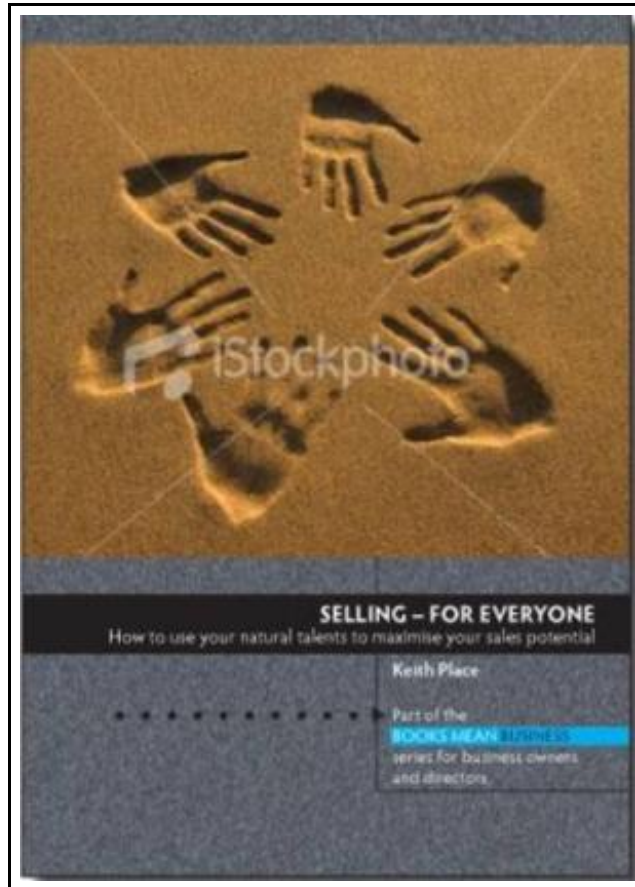 iStockphoto
SELLING – FOR EVERYONE
How to use your natural talents to maximise your sales potential
Keith Place
Part of the
BOOKS MEAN BUSINESS
series for business owners
and directors